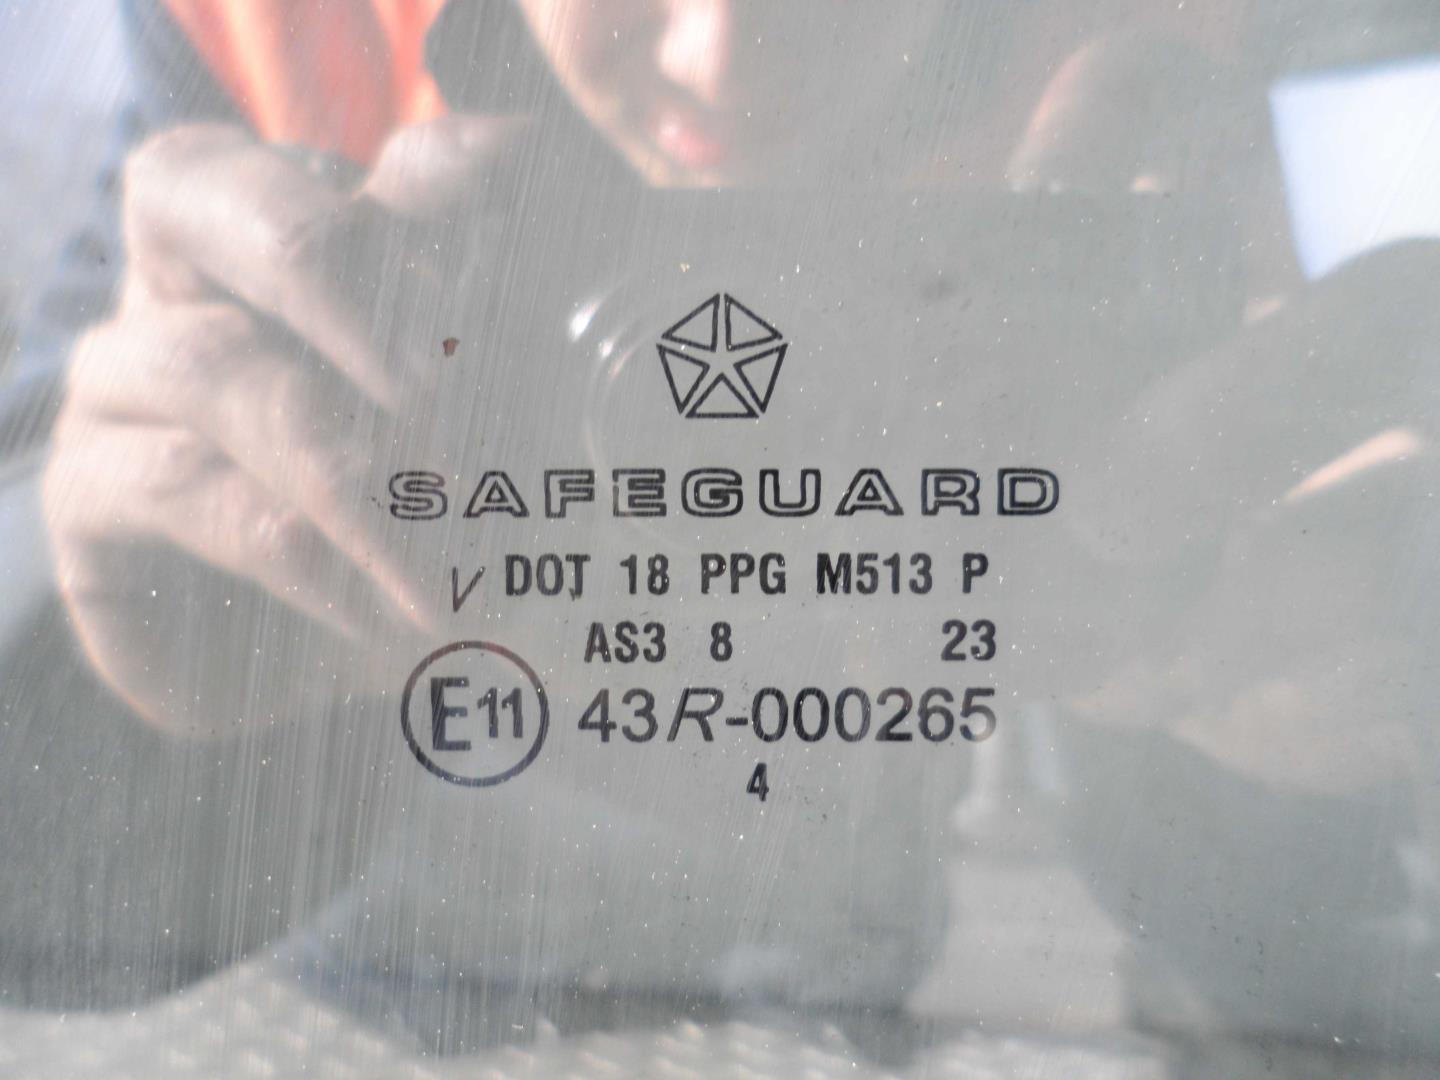 SAFEGUARD
V DOT 18 PPG M513 P
AS3 8 23
E11 43R-000265
4